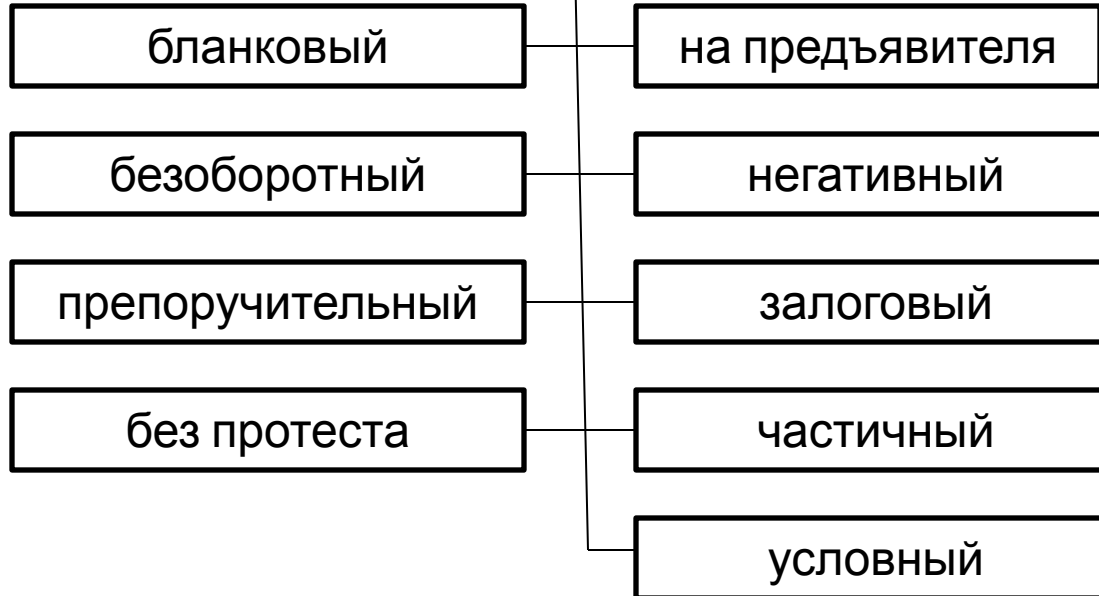 бланковый
на предъявителя
безоборотный
негативный
препоручительный
залоговый
без протеста
частичный
условный